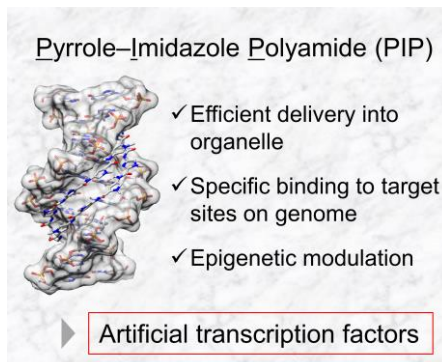 Pyrrole–Imidazole Polyamide (PIP)
✓Efficient delivery into
organelle
✓Specific binding to target
sites on genome
✓Epigenetic modulation
Artificial transcription factors